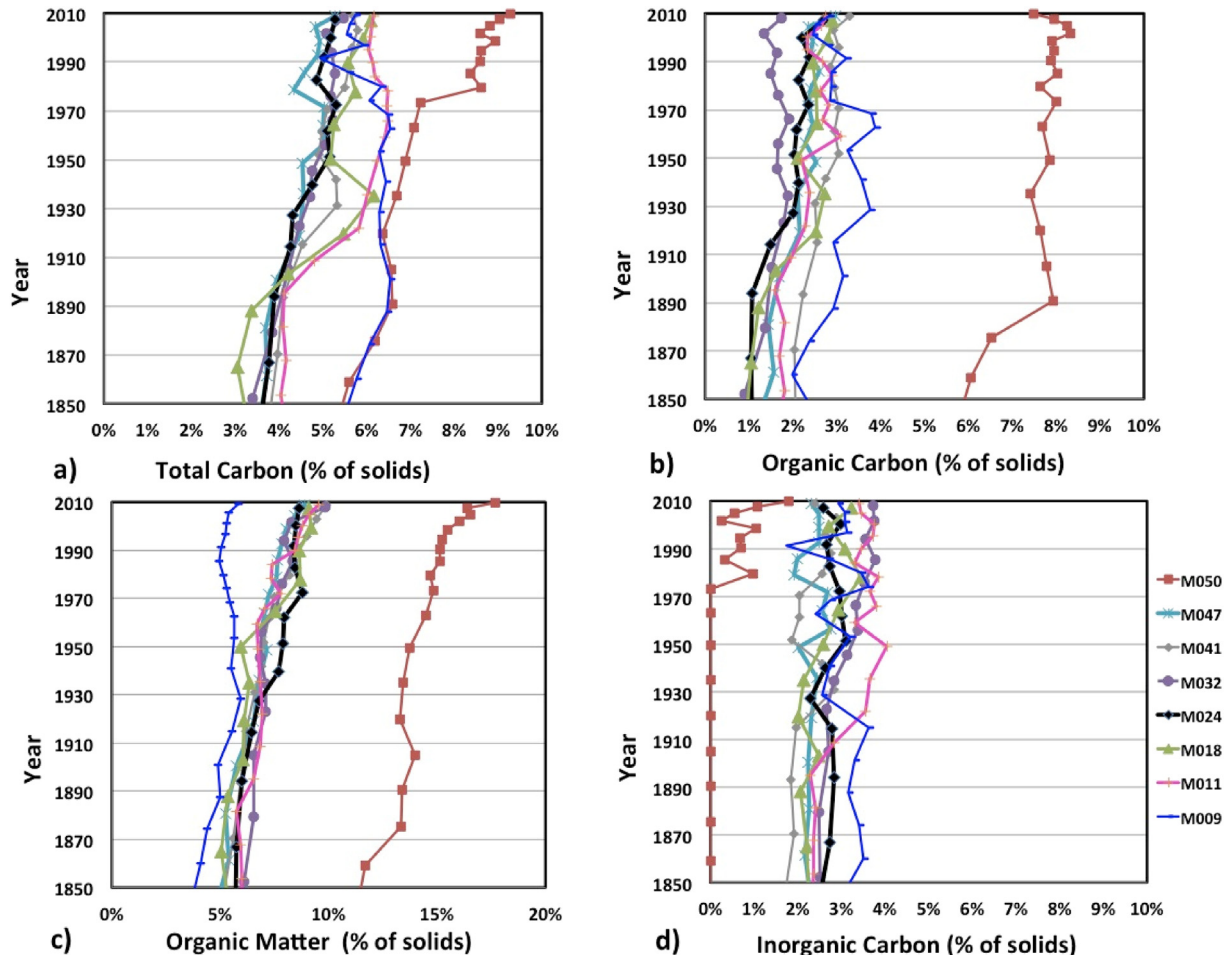 2010
1990
1970
1950
1930
1910
1890
1870
1850
Year
0% 1% 2% 3% 4% 5% 6% 7% 8% 9% 10%
a) Total Carbon (% of solids)
2010
1990
1970
1950
1930
1910
1890
1870
1850
Year
0% 1% 2% 3% 4% 5% 6% 7% 8% 9% 10%
b) Organic Carbon (% of solids)
2010
1990
1970
1950
1930
1910
1890
1870
1850
Year
0% 5% 10% 15% 20%
c) Organic Matter (% of solids)
2010
1990
1970
1950
1930
1910
1890
1870
1850
Year
0% 1% 2% 3% 4% 5% 6% 7% 8% 9% 10%
d) Inorganic Carbon (% of solids)
M050
M047
M041
M032
M024
M018
M011
M009